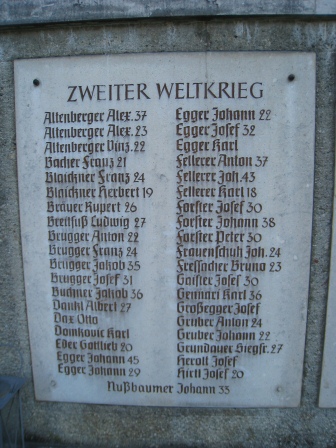 ZWEITER WELTKRIEG
Altenberger Alex. 37
Altenberger Alex. 23
Altenberger Vinz. 22
Bacher Franz 21
Blaickner Franz 24
Blaickner Herbert 19
Brauer Rupert 26
Breitfuß Ludwig 27
Brugger Anton 22
Brugger Franz 24
Brugger Jakob 35
Brugger Josef 31
Buchner Jakob 36
Dankl Albert 27
Dax Otto
Domkovic Karl
Eder Gottlieb 20
Egger Johann 45
Egger Johann 29
Egger Johann 22
Egger Josef 32
Egger Karl
Fellerer Anton 37
Fellerer Joh. 43
Fellerer Karl 18
Forster Josef 30
Forster Johann 38
Forster Peter 30
Frauenschuh Joh. 24
Fressacher Bruno 23
Gaisler Josef 30
Gennari Karl 36
Großegger Josef
Gruber Anton 24
Gruber Johann 22
Grundauer Siegfr. 27
Heroll Josef
Hirtl Josef 20
Nußbaumer Johann 35